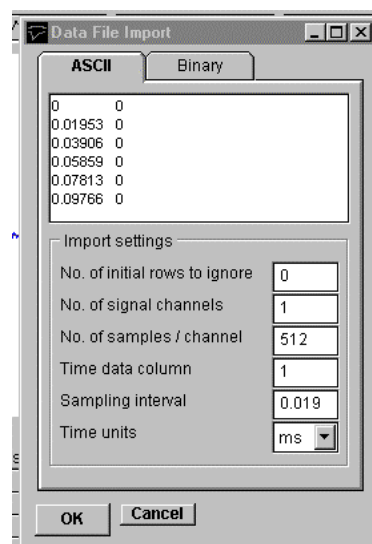 Data File Import
ASCII Binary
0 0
0.01953 0
0.03906 0
0.05859 0
0.07813 0
0.09766 0
Import settings
No. of initial rows to ignore 0
No. of signal channels 1
No. of samples / channel 512
Time data column 1
Sampling interval 0.019
Time units ms
OK Cancel